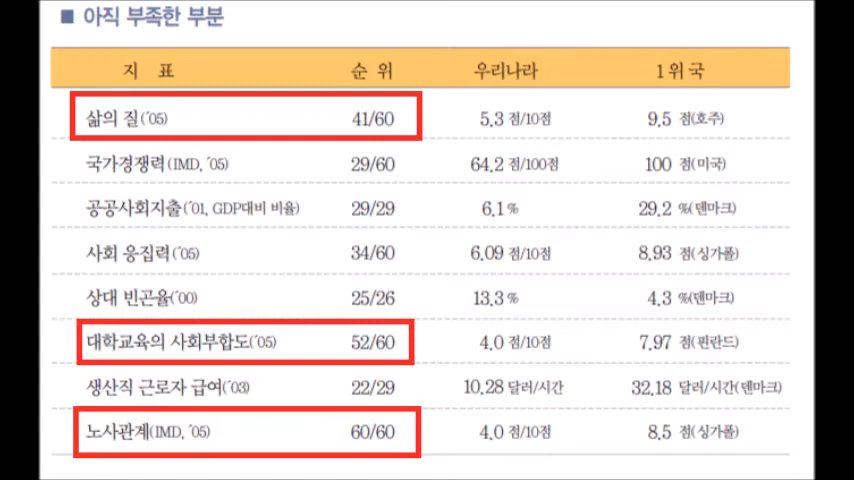 ■ 아직 부족한 부분
지 표 순 위 우리나라 1 위 국
삶의 질(´05) 41/60 5.3 점/10점 9.5 점(호주)
국가경쟁력(IMD, ´05) 29/60 64.2 점/100점 100 점(미국)
공공사회지출(´01, GDP대비 비율) 29/29 6.1 % 29.2 %(덴마크)
사회 응집력(´05) 34/60 6.09 점/10점 8.93 점(싱가폴)
상대 빈곤율(´00) 25/26 13.3 % 4.3 %(덴마크)
대학교육의 사회부합도(´05) 52/60 4.0 점/10점 7.97 점(핀란드)
생산직 근로자 급여(´03) 22/29 10.28 달러/시간 32.18 달러/시간(덴마크)
노사관계(IMD, ´05) 60/60 4.0 점/10점 8.5 점(싱가폴)